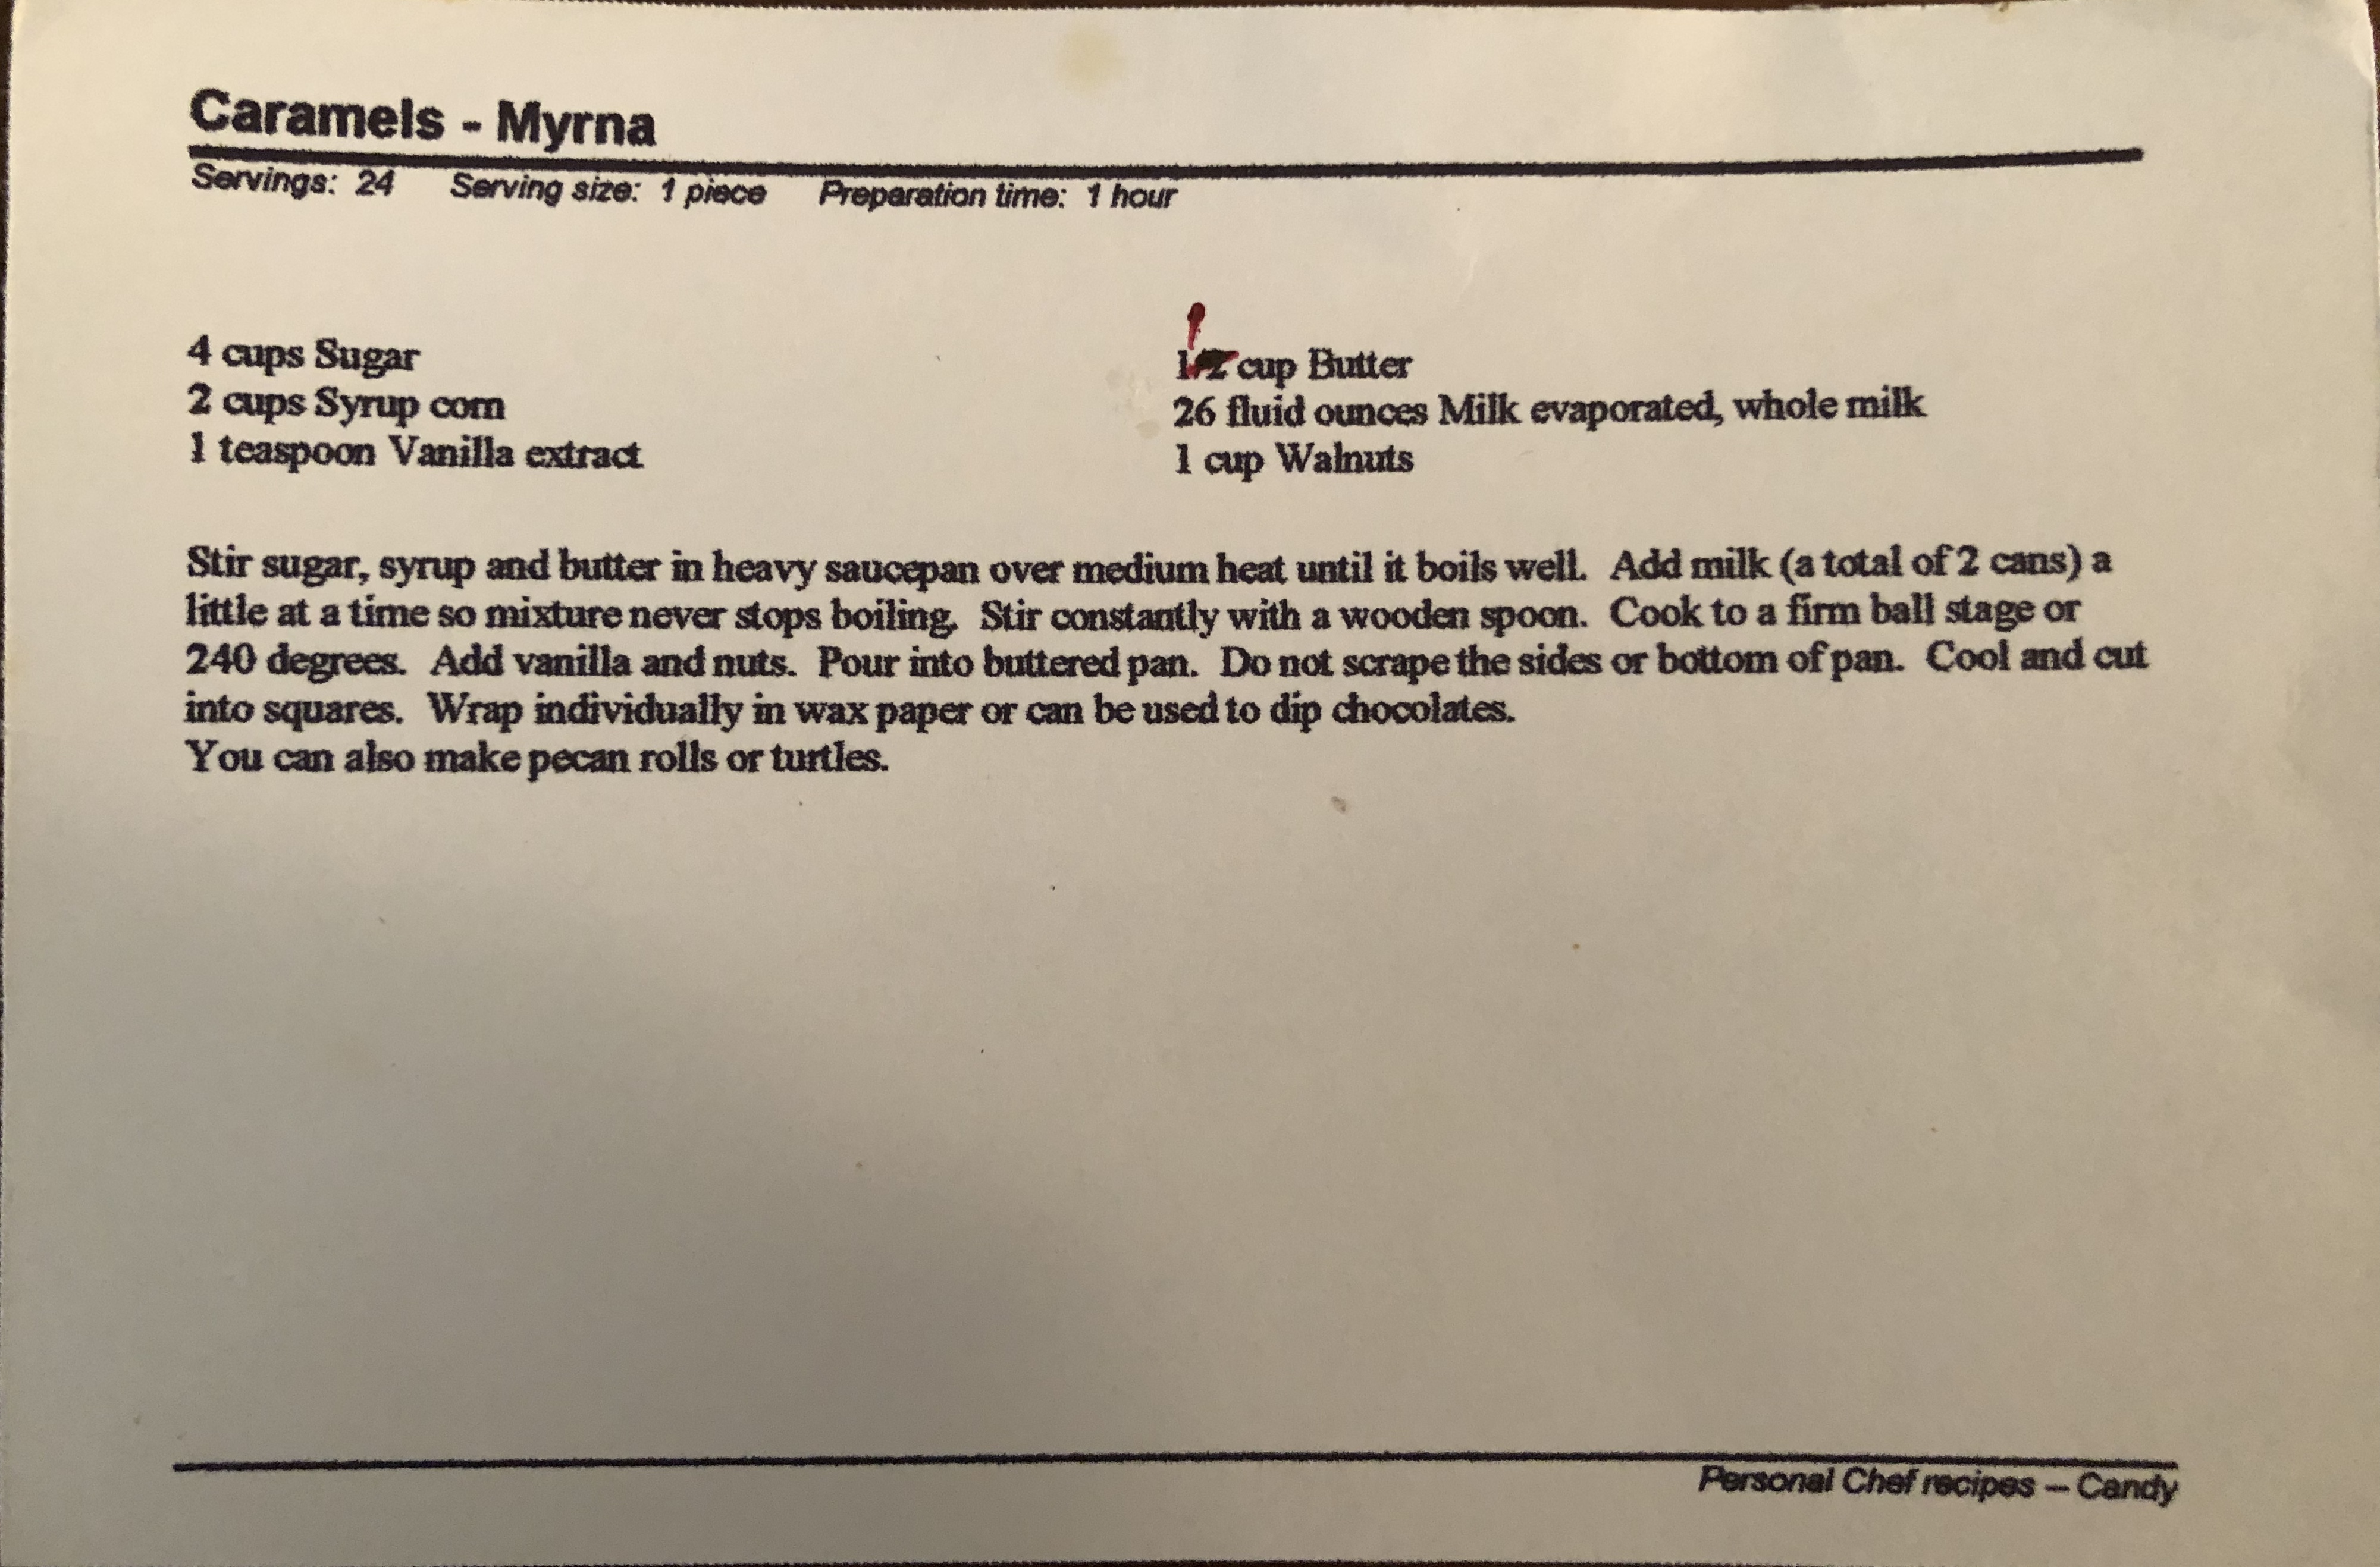 Caramels - Myrna
Servings: 24 Serving size: 1 piece Preparation time: 1 hour
4 cups Sugar
2 cups Syrup corn
1 teaspoon Vanilla extract
1 cup Butter
26 fluid ounces Milk evaporated, whole milk
1 cup Walnuts
Stir sugar, syrup and butter in heavy saucepan over medium heat until it boils well. Add milk (a total of 2 cans) a
little at a time so mixture never stops boiling. Stir constantly with a wooden spoon. Cook to a firm ball stage or
240 degrees. Add vanilla and nuts. Pour into buttered pan. Do not scrape the sides or bottom of pan. Cool and cut
into squares. Wrap individually in wax paper or can be used to dip chocolates.
You can also make pecan rolls or turtles.
Personal Chef recipes -- Candy